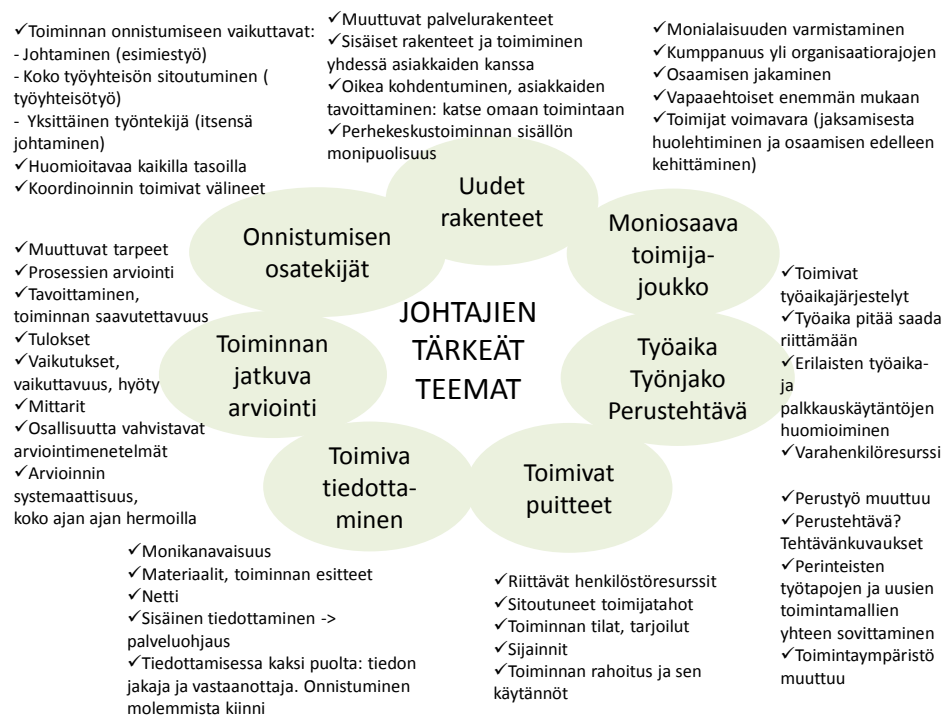 ✓Toiminnan onnistumiseen vaikuttavat:
- Johtaminen (esimiestyö)
- Koko työyhteisön sitoutuminen (
työyhteisötyö)
- Yksittäinen työntekijä (itsensä
johtaminen)
✓Huomioitavaa kaikilla tasoilla
✓Koordinoinnin toimivat välineet
✓Muuttuvat palvelurakenteet
✓Sisäiset rakenteet ja toimiminen
yhdessä asiakkaiden kanssa
✓Oikea kohdentuminen, asiakkaiden
tavoittaminen: katse omaan toimintaan
✓Perhekeskustoiminnan sisällön
monipuolisuus
✓Monialaisuuden varmistaminen
✓Kumppanuus yli organisaatiorajojen
✓Osaamisen jakaminen
✓Vapaaehtoiset enemmän mukaan
✓Toimijat voimavara (jaksamisesta
huolehtiminen ja osaamisen edelleen
kehittäminen)
Uudet
rakenteet
Onnistumisen
osatekijät
Moniosaava
toimija-
joukko
JOHTAJIEN
TÄRKEÄT
TEEMAT
Toiminnan
jatkuva
arviointi
Työaika
Työnjako
Perustehtävä
Toimiva
tiedotta-
minen
Toimivat
puitteet
✓Muuttuvat tarpeet
✓Prosessien arviointi
✓Tavoittaminen,
toiminnan saavutettavuus
✓Tulokset
✓Vaikutukset,
vaikuttavuus, hyöty
✓Mittarit
✓Osallisuutta vahvistavat
arviointimenetelmät
✓Arvioinnin
systemaattisuus,
koko ajan ajan hermoilla
✓Toimivat
työaikajärjestelyt
✓Työaika pitää saada
riittämään
✓Erilaisten työaika-
ja
palkkauskäytäntöjen
huomioiminen
✓Varahenkilöresurssi
✓Perustyö muuttuu
✓Perustehtävä?
Tehtävänkuvaukset
✓Perinteisten
työtapojen ja uusien
toimintamallien
yhteen sovittaminen
✓Toimintaympäristö
muuttuu
✓Monikanavaisuus
✓Materiaalit, toiminnan esitteet
✓Netti
✓Sisäinen tiedottaminen ->
palveluohjaus
✓Tiedottamisessa kaksi puolta: tiedon
jakaja ja vastaanottaja. Onnistuminen
molemmista kiinni
✓Riittävät henkilöstöresurssit
✓Sitoutuneet toimijatahot
✓Toiminnan tilat, tarjoilut
✓Sijainnit
✓Toiminnan rahoitus ja sen
käytännöt